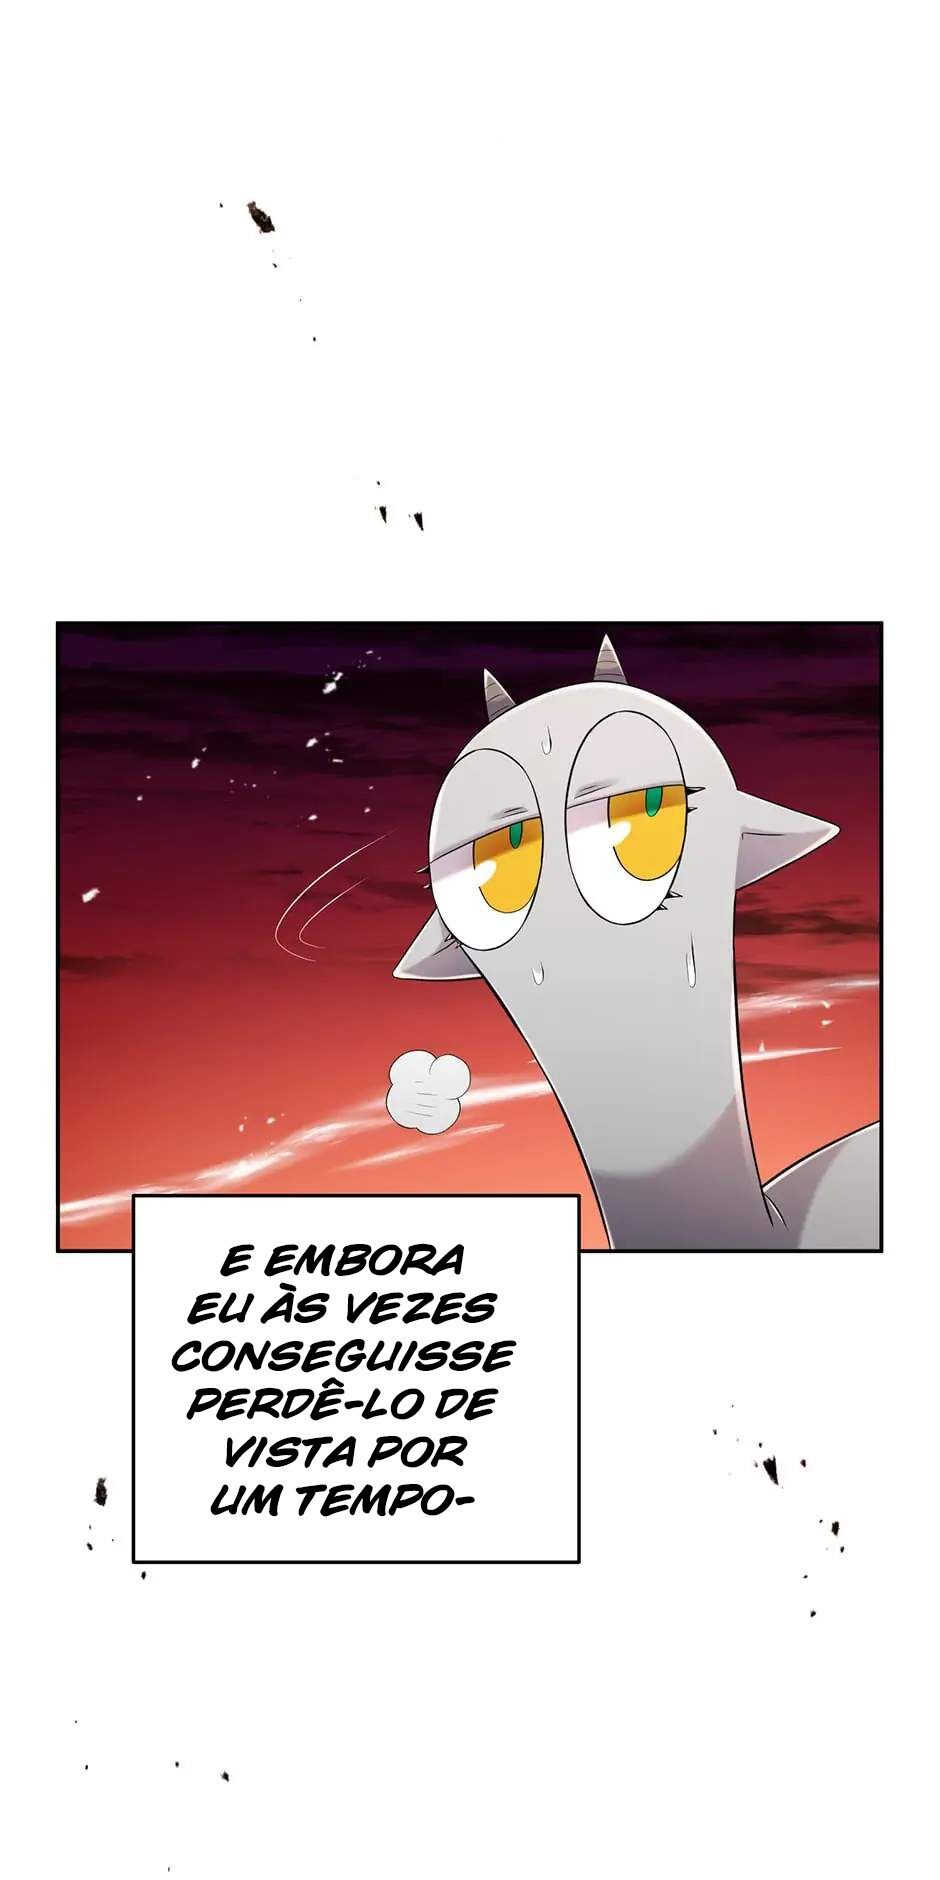 E EMBORA
EU ÀS VEZES
CONSEGUISSE
PERDÊ-LO DE
VISTA POR
UM TEMPO-